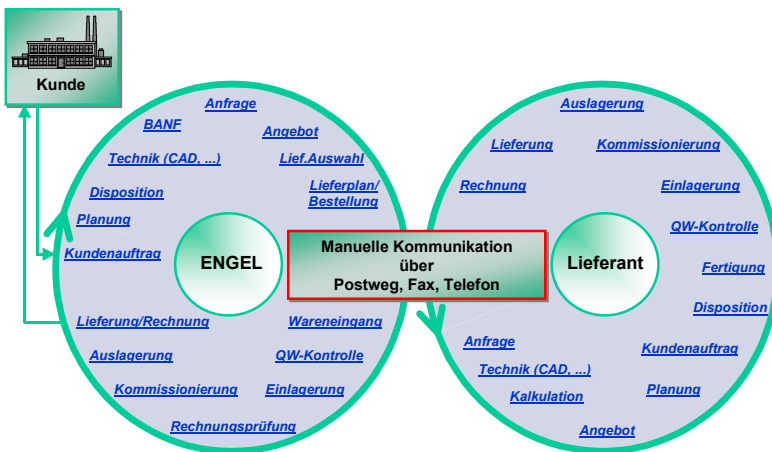 Kunde
Anfrage
BANF
Angebot
Technik (CAD, ...)
Lief.Auswahl
Disposition
Lieferplan/
Bestellung
Planung
Kundenauftrag
ENGEL
Lieferung/Rechnung
Wareneingang
Auslagerung
QW-Kontrolle
Kommissionierung
Einlagerung
Rechnungsprüfung
Manuelle Kommunikation
über
Postweg, Fax, Telefon
Auslagerung
Lieferung
Kommissionierung
Rechnung
Einlagerung
QW-Kontrolle
Lieferant
Fertigung
Disposition
Anfrage
Kundenauftrag
Technik (CAD, ...)
Kalkulation
Planung
Angebot